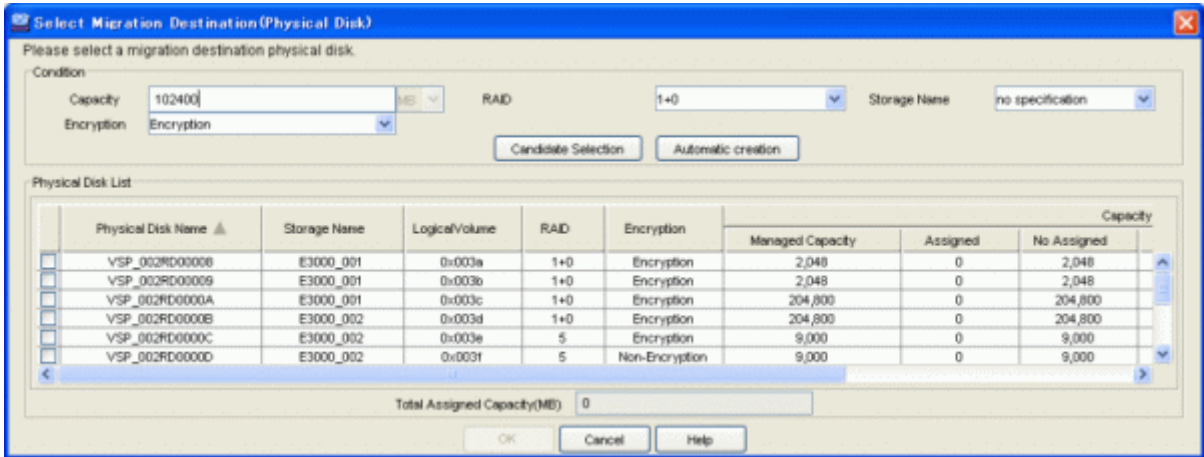 Select Migration Destination(Physical Disk)
Please select a migration destination physical disk.
Condition
Capacity 102400 MB RAID 1+0 Storage Name no specification
Encryption Encryption
Candidate Selection Automatic creation
Physical Disk List
Capacity
Physical Disk Name Storage Name LogicalVolume RAID Encryption
Managed Capacity Assigned No Assigned
VSP_002RD00008 E3000_001 0x003a 1+0 Encryption 2,048 0 2,048
VSP_002RD00009 E3000_001 0x003b 1+0 Encryption 2,048 0 2,048
VSP_002RD0000A E3000_001 0x003c 1+0 Encryption 204,800 0 204,800
VSP_002RD0000B E3000_002 0x003d 1+0 Encryption 204,800 0 204,800
VSP_002RD0000C E3000_002 0x003e 5 Encryption 9,000 0 9,000
VSP_002RD0000D E3000_002 0x003f 5 Non-Encryption 9,000 0 9,000
Total Assigned Capacity(MB) 0
OK Cancel Help